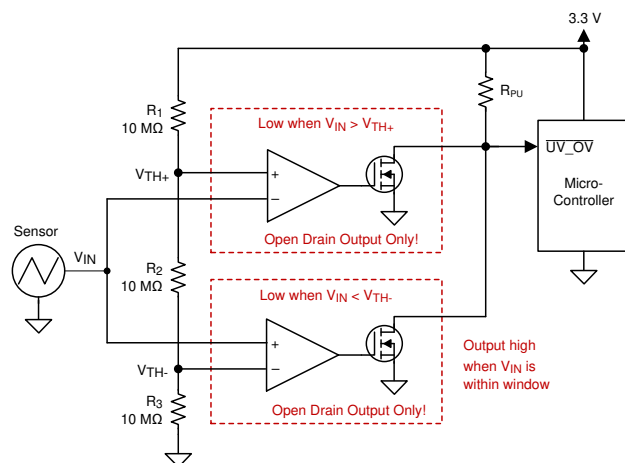 3.3 V
R1
10 MΩ
RPU
Low when VIN > VTH+
UV_OV
Micro-
Controller
VTH+
+
−
Open Drain Output Only!
Sensor
VIN
R2
10 MΩ
Low when VIN < VTH-
+
−
VTH-
Output high
when VIN is
within window
R3
10 MΩ
Open Drain Output Only!